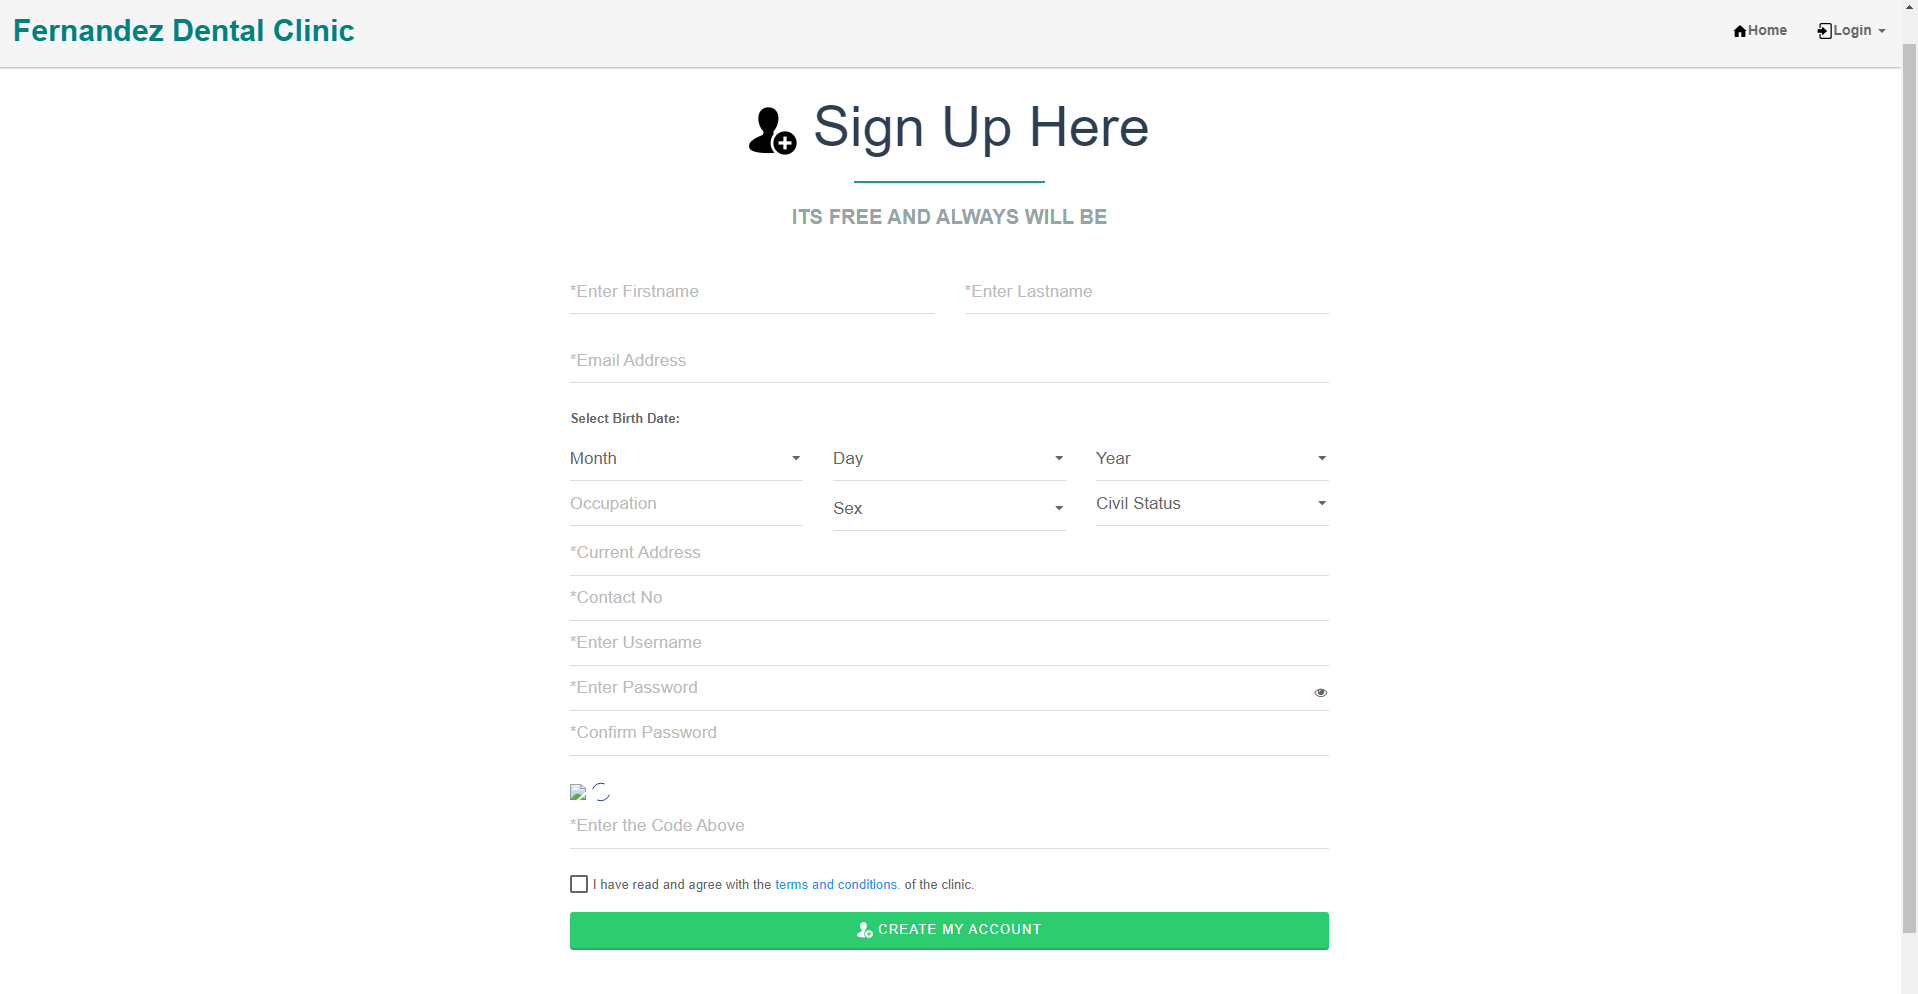 Fernandez Dental Clinic
Home Login
Sign Up Here
ITS FREE AND ALWAYS WILL BE
*Enter Firstname *Enter Lastname
*Email Address
Select Birth Date:
Month Day Year
Occupation Sex Civil Status
*Current Address
*Contact No
*Enter Username
*Enter Password
*Confirm Password
*Enter the Code Above
I have read and agree with the terms and conditions. of the clinic.
CREATE MY ACCOUNT